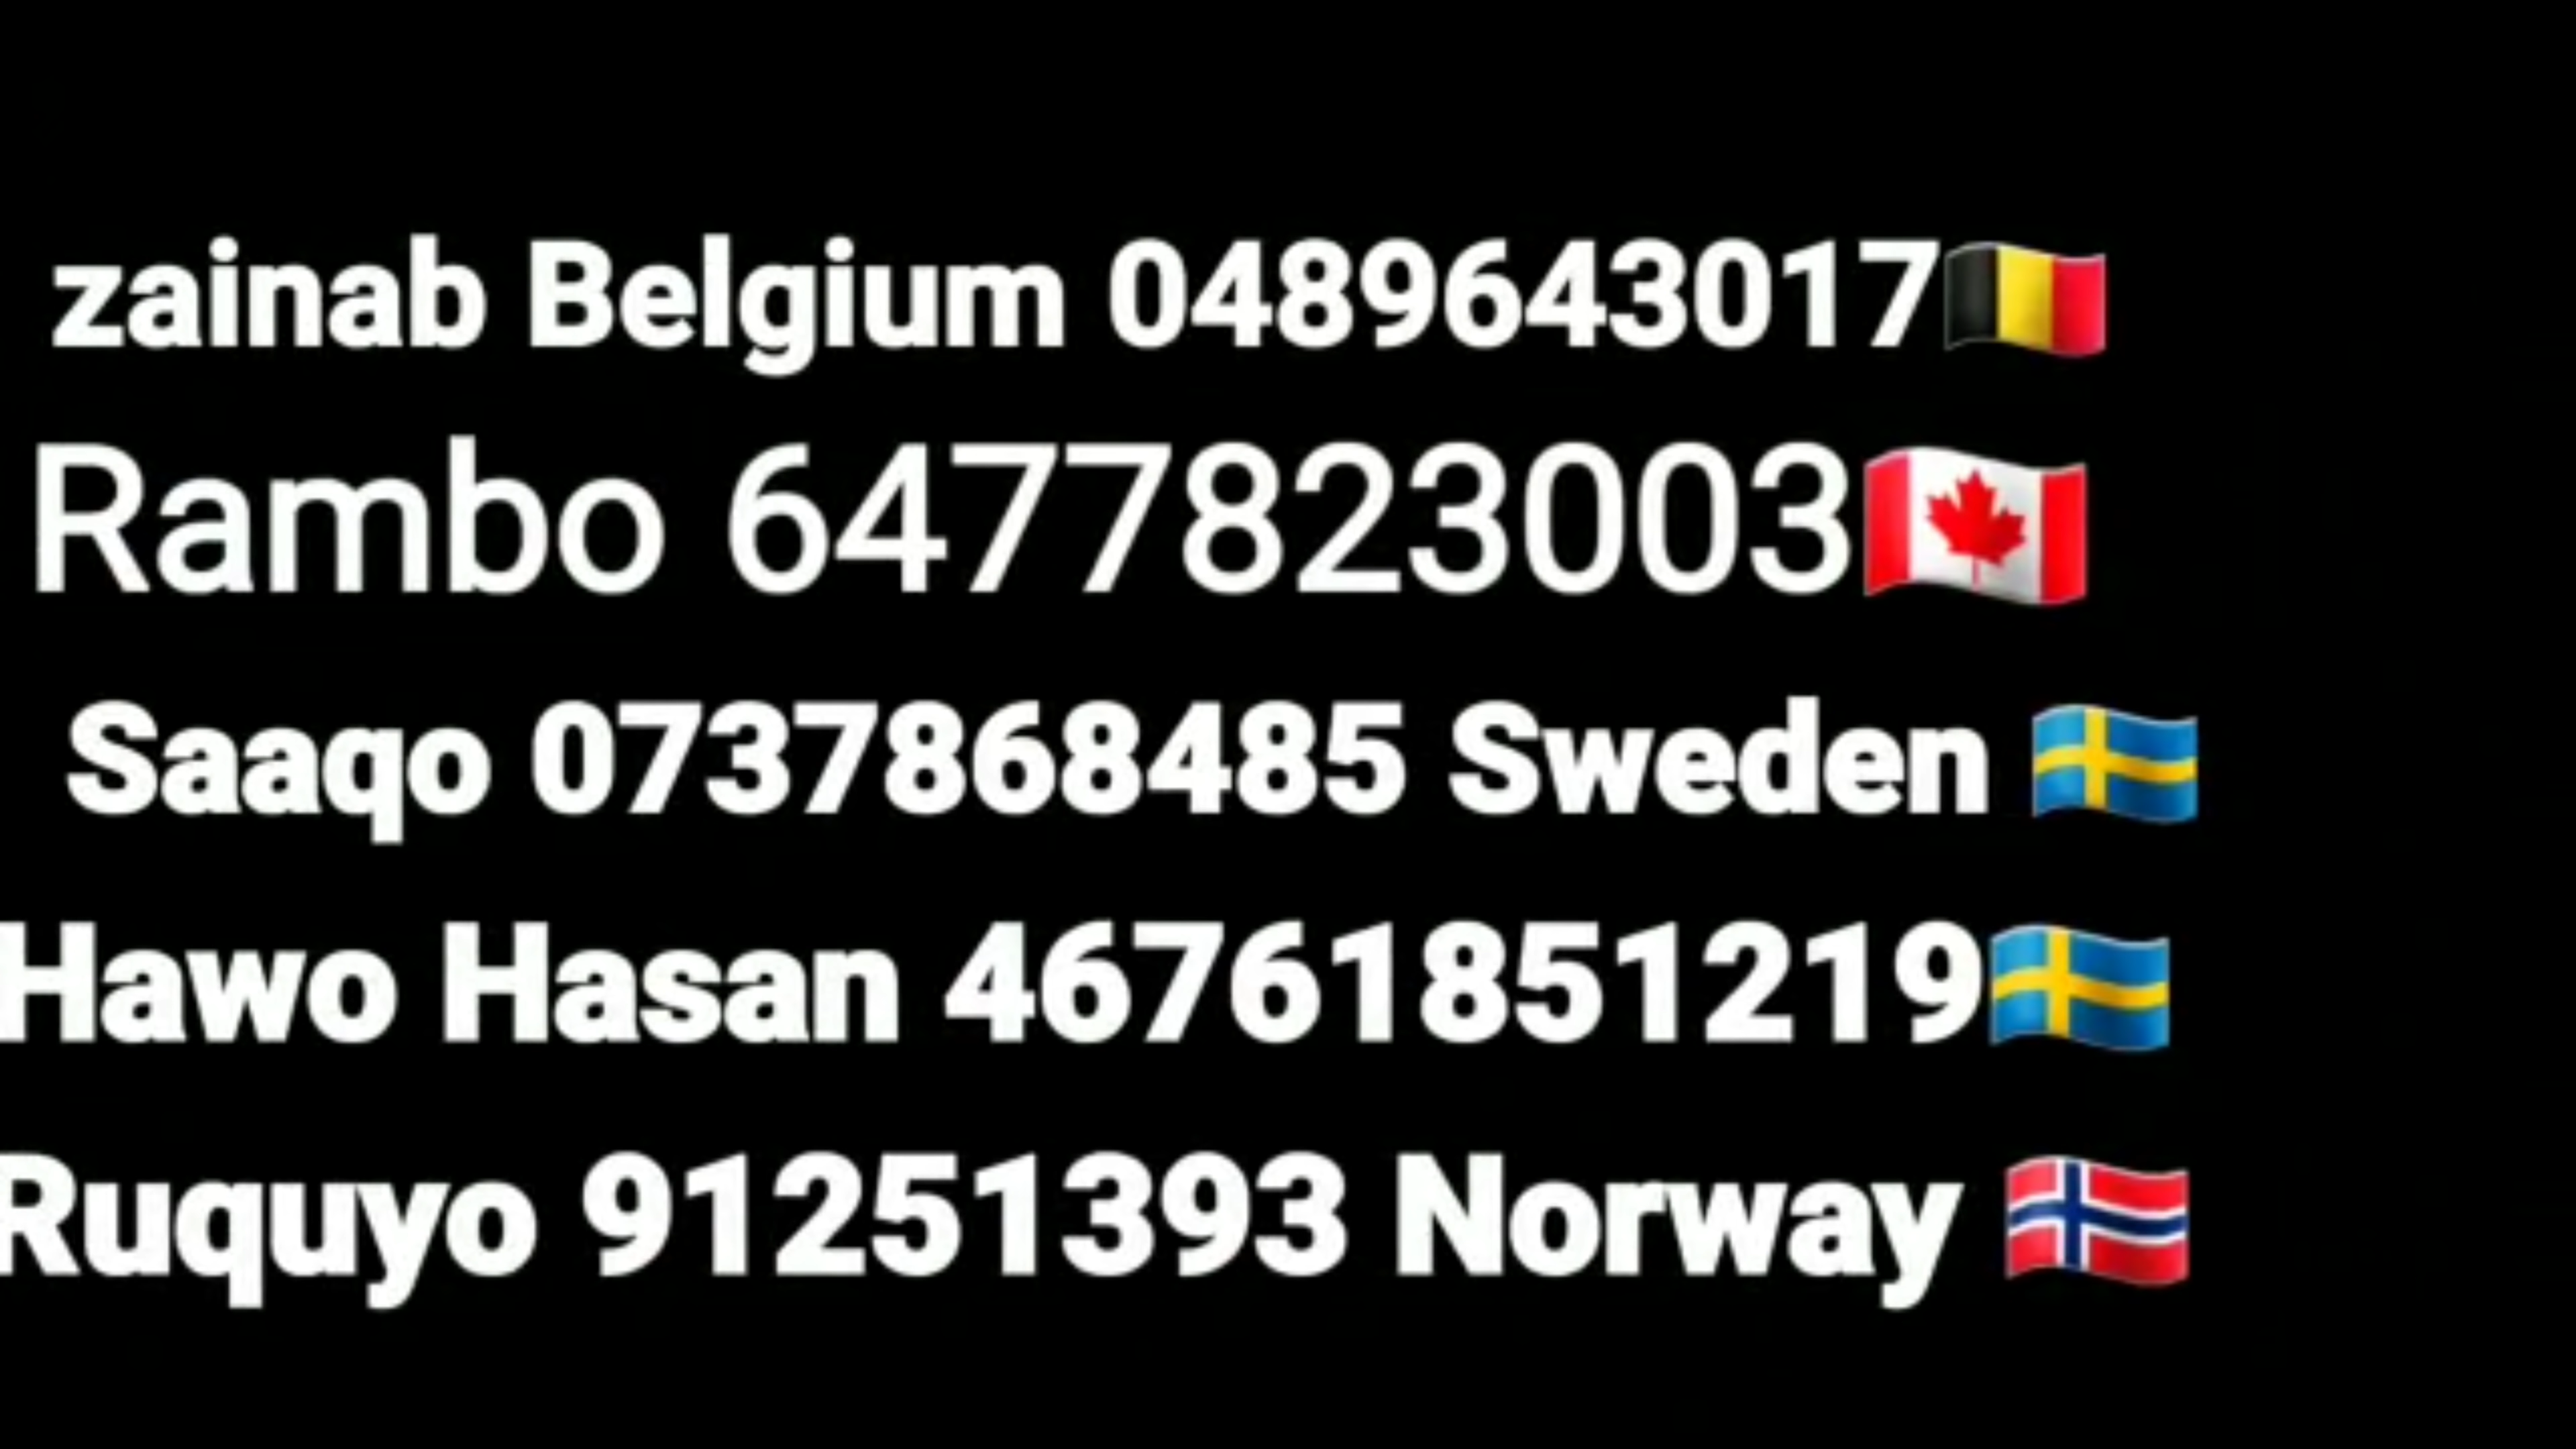 zainab Belgium 0489643017🇧🇪
Rambo 6477823003🇨🇦
Saaqo 0737868485 Sweden 🇸🇪
Hawo Hasan 46761851219🇸🇪
Ruquyo 91251393 Norway 🇳🇴